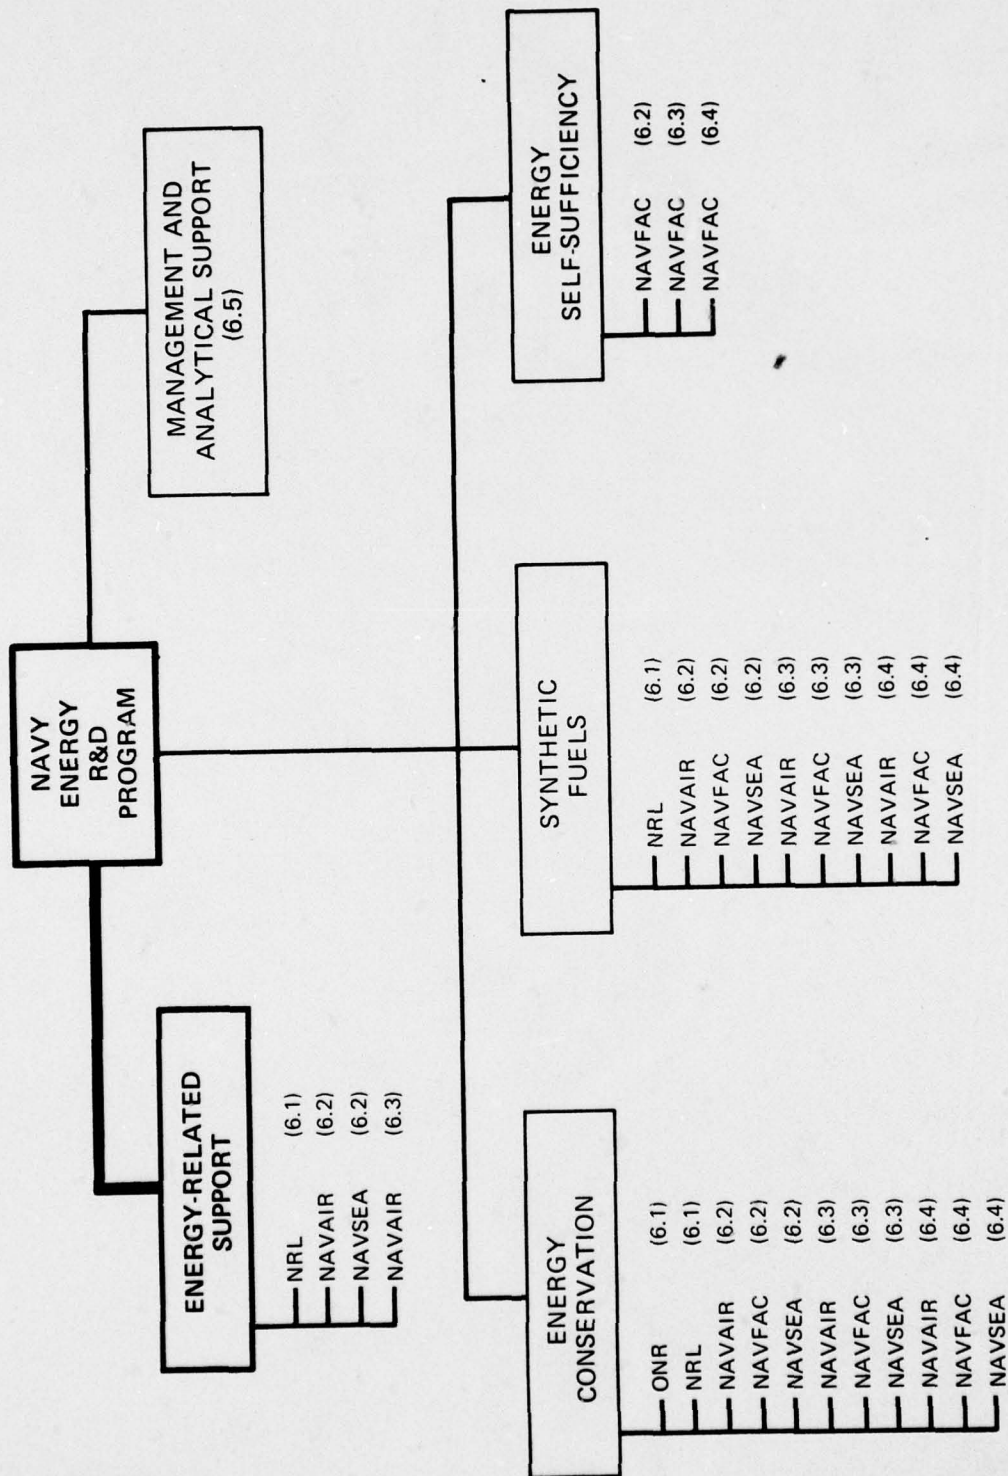 NAVY
ENERGY
R&D
PROGRAM
ENERGY-RELATED
SUPPORT
NRL (6.1)
NAVAIR (6.2)
NAVSEA (6.2)
NAVAIR (6.3)
MANAGEMENT AND
ANALYTICAL SUPPORT
(6.5)
ENERGY
CONSERVATION
ONR (6.1)
NRL (6.1)
NAVAIR (6.2)
NAVFAC (6.2)
NAVSEA (6.2)
NAVAIR (6.3)
NAVFAC (6.3)
NAVSEA (6.3)
NAVAIR (6.4)
NAVFAC (6.4)
NAVSEA (6.4)
SYNTHETIC
FUELS
NRL (6.1)
NAVAIR (6.2)
NAVFAC (6.2)
NAVSEA (6.2)
NAVAIR (6.3)
NAVFAC (6.3)
NAVSEA (6.3)
NAVAIR (6.4)
NAVFAC (6.4)
NAVSEA (6.4)
ENERGY
SELF-SUFFICIENCY
NAVFAC (6.2)
NAVFAC (6.3)
NAVFAC (6.4)